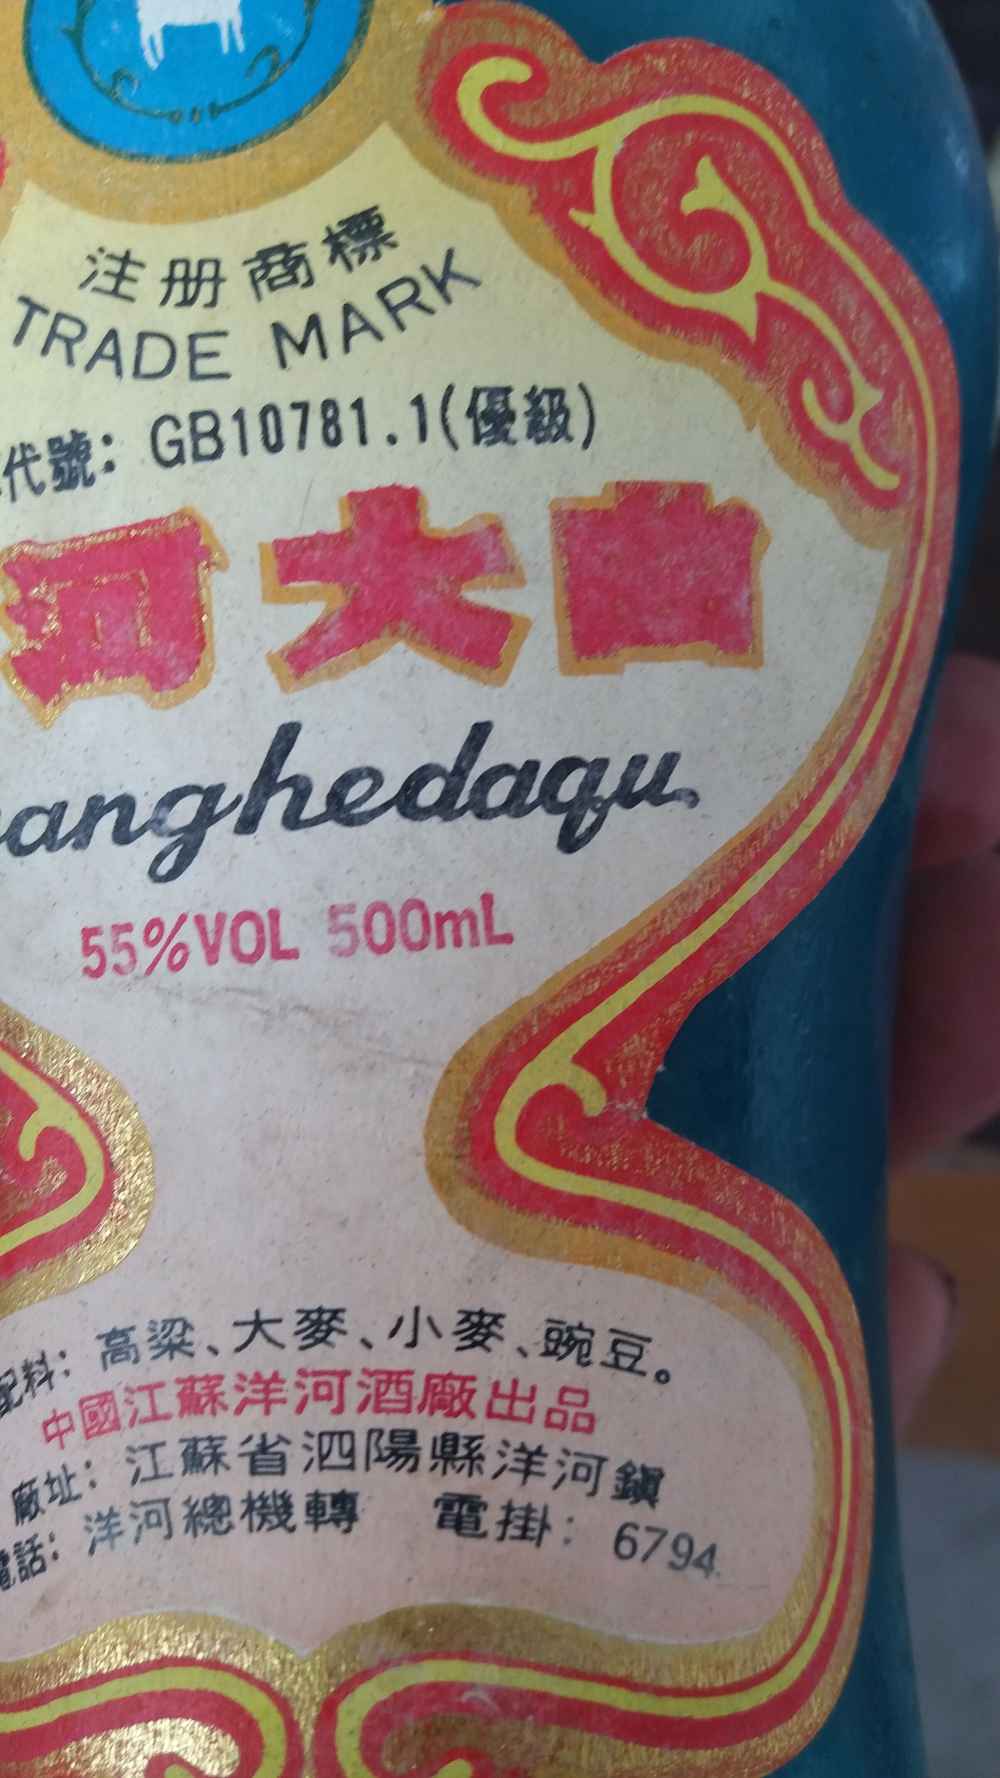 注册商標
TRADE MARK
代號: GB10781.1(優級)
河大曲
anghedaqu
55%VOL 500mL
配料: 高粱、大麥、小麥、豌豆。
中國江蘇洋河酒廠出品
廠址: 江蘇省泗陽縣洋河鎮
電話: 洋河總機轉 電掛: 6794